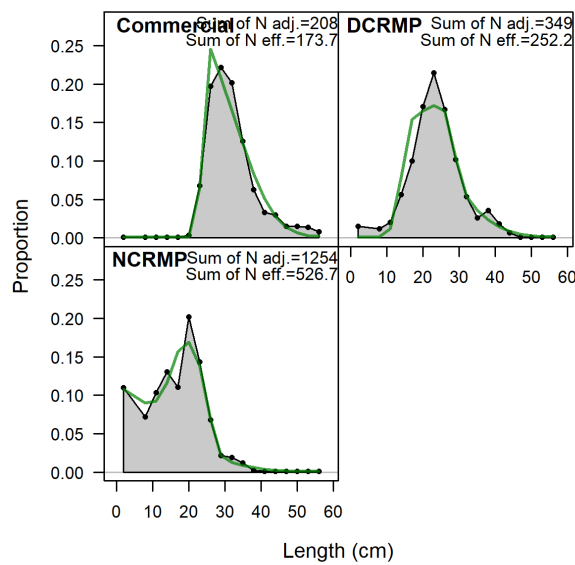 Commercial
Sum of N adj.=208
Sum of N eff.=173.7
DCRMP
Sum of N adj.=349
Sum of N eff.=252.2
0.25
0.20
0.15
0.10
0.05
0.00
0 10 20 30 40 50 60
NCRMP
Sum of N adj.=1254
Sum of N eff.=526.7
0.25
0.20
0.15
0.10
0.05
0.00
0 10 20 30 40 50 60
Proportion
Length (cm)